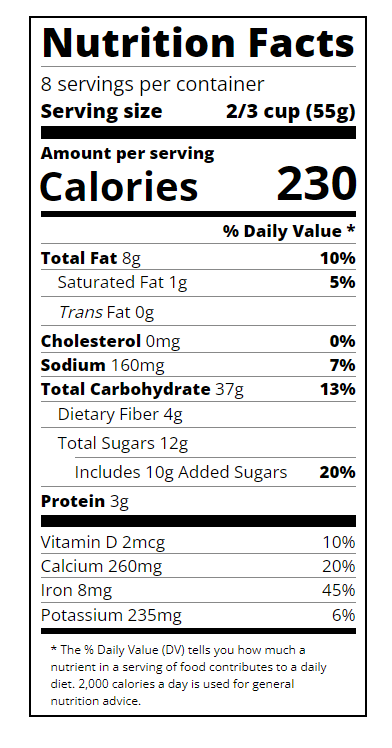 Nutrition Facts
8 servings per container
Serving size 2/3 cup (55g)
Amount per serving
Calories 230
% Daily Value *
Total Fat 8g 10%
Saturated Fat 1g 5%
Trans Fat 0g
Cholesterol 0mg 0%
Sodium 160mg 7%
Total Carbohydrate 37g 13%
Dietary Fiber 4g
Total Sugars 12g
Includes 10g Added Sugars 20%
Protein 3g
Vitamin D 2mcg 10%
Calcium 260mg 20%
Iron 8mg 45%
Potassium 235mg 6%
* The % Daily Value (DV) tells you how much a
nutrient in a serving of food contributes to a daily
diet. 2,000 calories a day is used for general
nutrition advice.